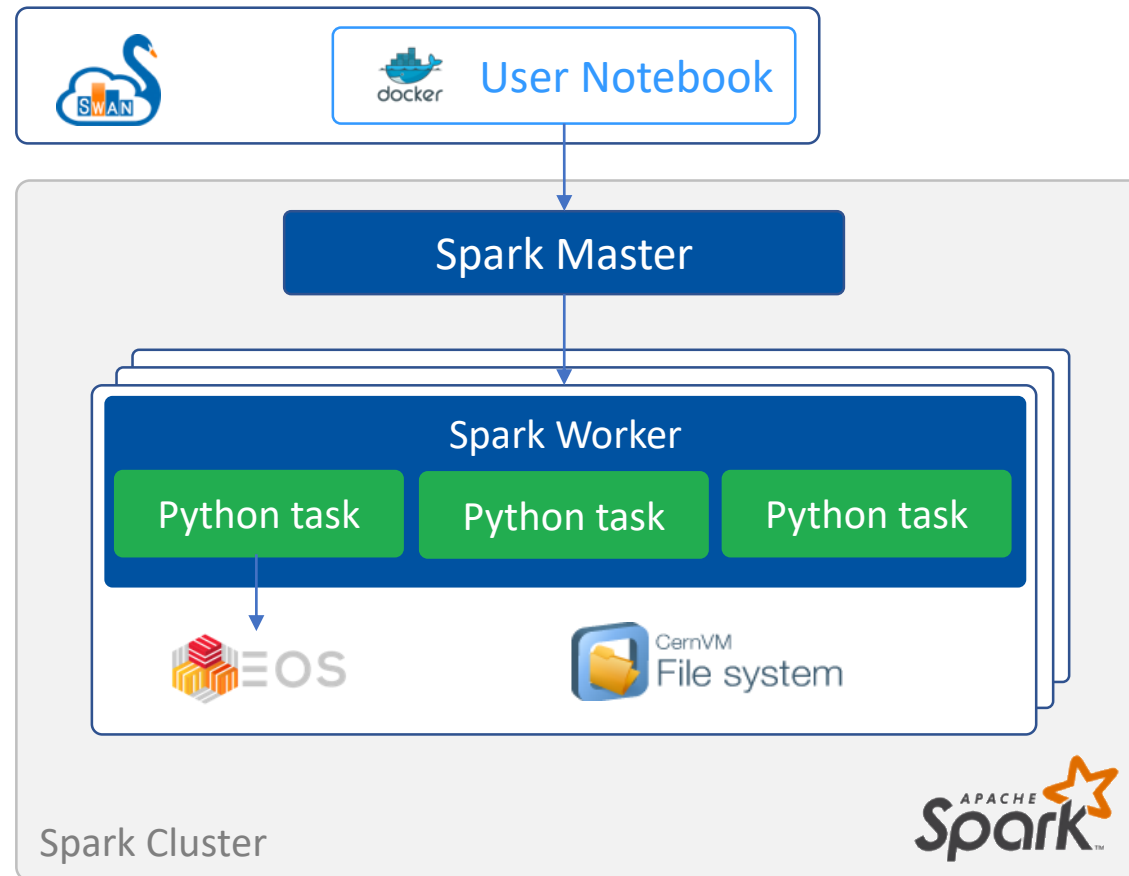 SWAN
docker
User Notebook
Spark Master
Spark Worker
Python task
Python task
Python task
EOS
CernVM
File system
Spark Cluster
APACHE
Spark™